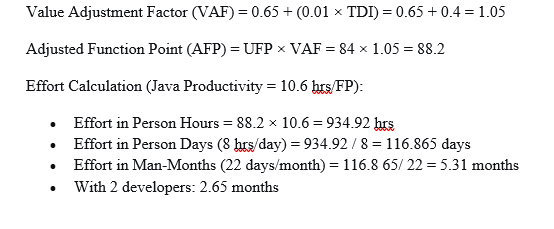 Value Adjustment Factor (VAF) = 0.65 + (0.01 × TDI) = 0.65 + 0.4 = 1.05
Adjusted Function Point (AFP) = UFP × VAF = 84 × 1.05 = 88.2
Effort Calculation (Java Productivity = 10.6 hrs/FP):
• Effort in Person Hours = 88.2 × 10.6 = 934.92 hrs
• Effort in Person Days (8 hrs/day) = 934.92 / 8 = 116.865 days
• Effort in Man-Months (22 days/month) = 116.8 65/ 22 = 5.31 months
• With 2 developers: 2.65 months